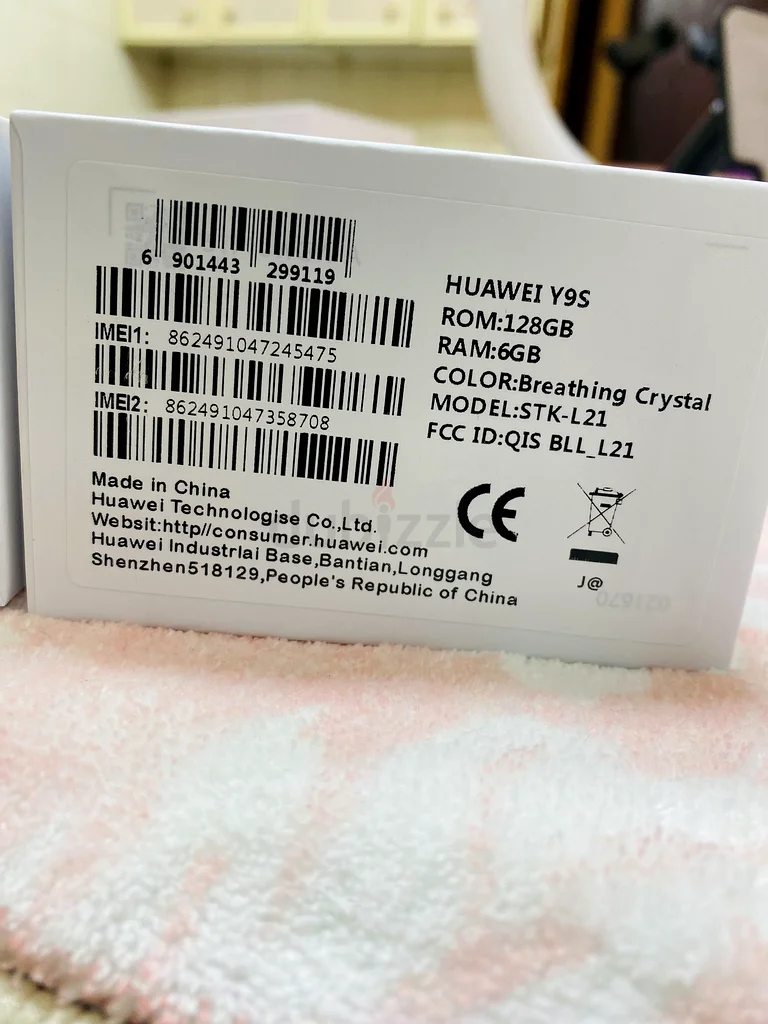 6 901443 299119
IMEI1: 862491047245475
IMEI2: 862491047358708
HUAWEI Y9S
ROM:128GB
RAM:6GB
COLOR:Breathing Crystal
MODEL:STK-L21
FCC ID:QIS BLL_L21
Made in China
Huawei Technologise Co.,Ltd.
Websit:http//consumer.huawei.com
Huawei Industrlai Base,Bantian,Longgang
Shenzhen518129,People's Republic of China
CE
J@
021670
dubizzle